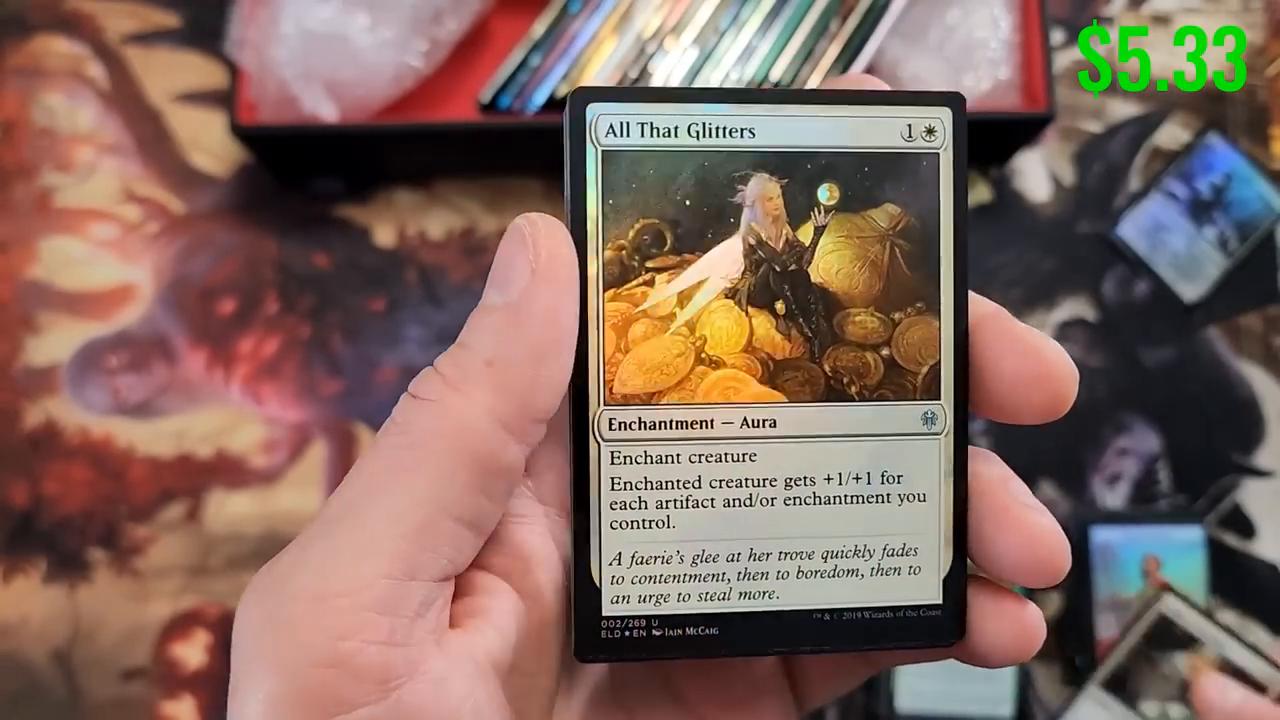 $5.33
All That Glitters 1
Enchantment — Aura
Enchant creature
Enchanted creature gets +1/+1 for
each artifact and/or enchantment you
control.
A faerie's glee at her trove quickly fades
to contentment, then to boredom, then to
an urge to steal more.
002/269 U
ELD ★ EN Iain McCaig
™ & © 2019 Wizards of the Coast